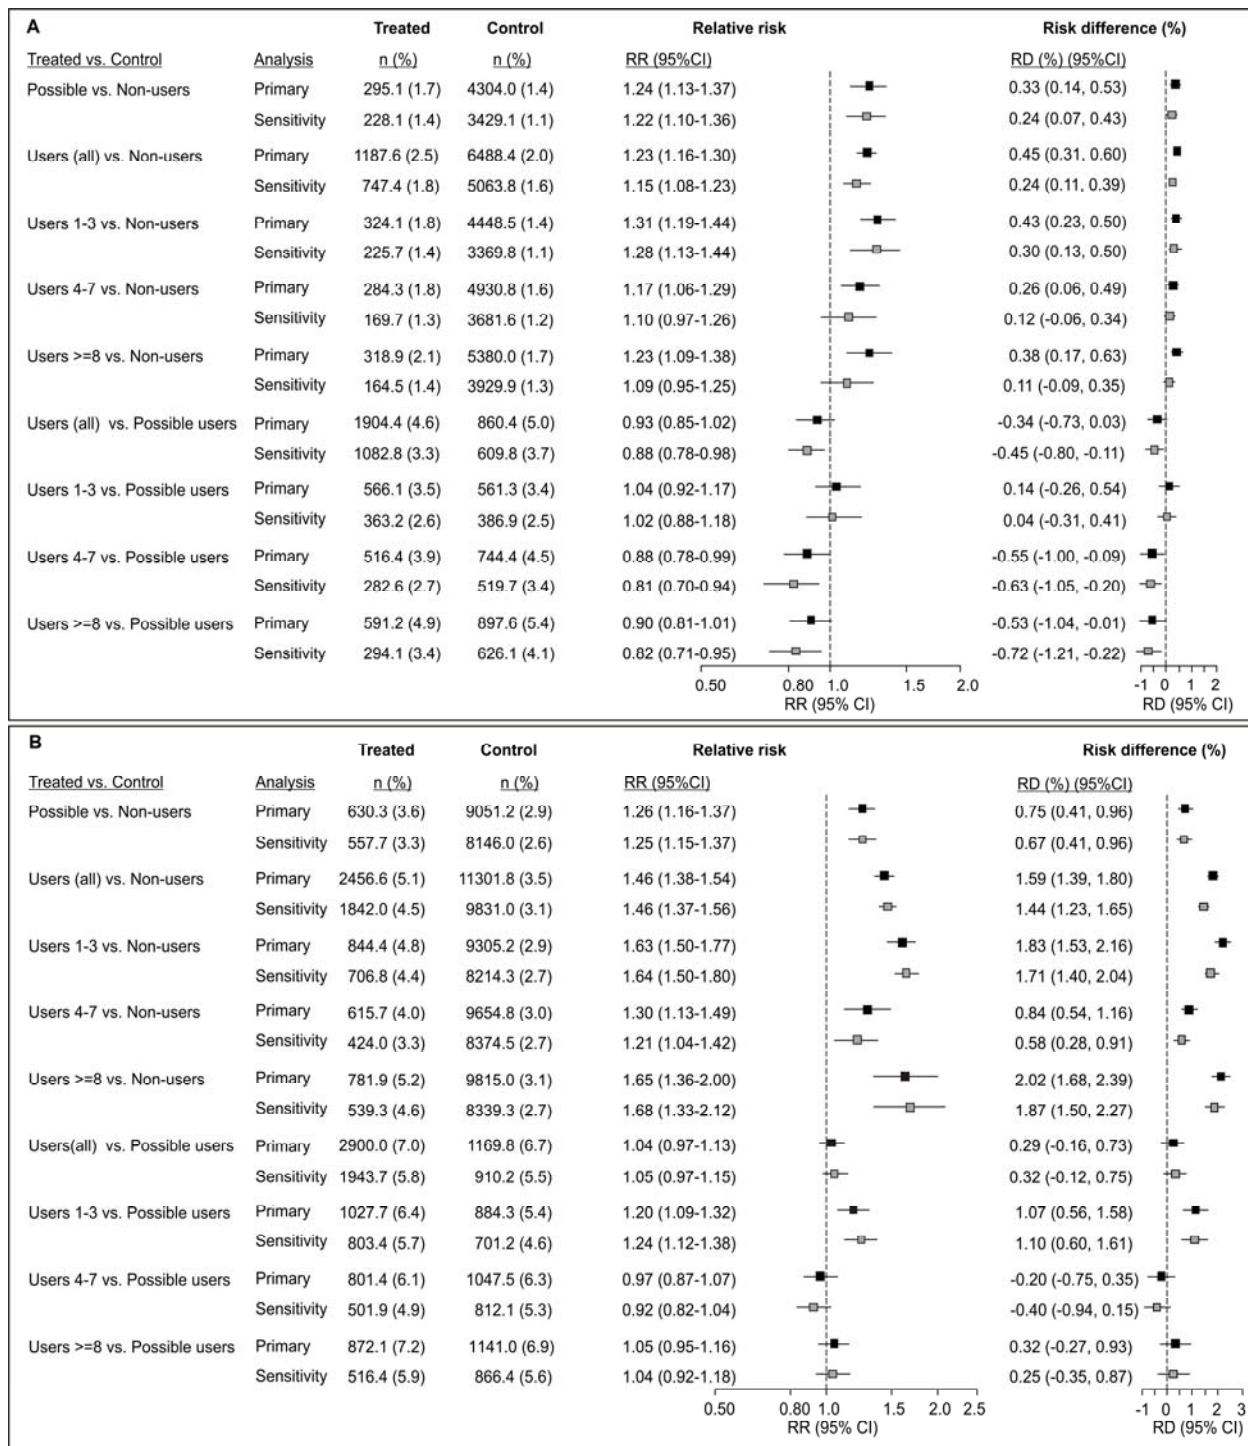 A Treated Control Relative risk Risk difference (%)
Treated vs. Control Analysis n (%) n (%) RR (95%CI) RD (%) (95%CI)
Possible vs. Non-users Primary 295.1 (1.7) 4304.0 (1.4) 1.24 (1.13-1.37) 0.33 (0.14, 0.53)
Sensitivity 228.1 (1.4) 3429.1 (1.1) 1.22 (1.10-1.36) 0.24 (0.07, 0.43)
Users (all) vs. Non-users Primary 1187.6 (2.5) 6488.4 (2.0) 1.23 (1.16-1.30) 0.45 (0.31, 0.60)
Sensitivity 747.4 (1.8) 5063.8 (1.6) 1.15 (1.08-1.23) 0.24 (0.11, 0.39)
Users 1-3 vs. Non-users Primary 324.1 (1.8) 4448.5 (1.4) 1.31 (1.19-1.44) 0.43 (0.23, 0.50)
Sensitivity 225.7 (1.4) 3369.8 (1.1) 1.28 (1.13-1.44) 0.30 (0.13, 0.50)
Users 4-7 vs. Non-users Primary 284.3 (1.8) 4930.8 (1.6) 1.17 (1.06-1.29) 0.26 (0.06, 0.49)
Sensitivity 169.7 (1.3) 3681.6 (1.2) 1.10 (0.97-1.26) 0.12 (-0.06, 0.34)
Users >=8 vs. Non-users Primary 318.9 (2.1) 5380.0 (1.7) 1.23 (1.09-1.38) 0.38 (0.17, 0.63)
Sensitivity 164.5 (1.4) 3929.9 (1.3) 1.09 (0.95-1.25) 0.11 (-0.09, 0.35)
Users (all) vs. Possible users Primary 1904.4 (4.6) 860.4 (5.0) 0.93 (0.85-1.02) -0.34 (-0.73, 0.03)
Sensitivity 1082.8 (3.3) 609.8 (3.7) 0.88 (0.78-0.98) -0.45 (-0.80, -0.11)
Users 1-3 vs. Possible users Primary 566.1 (3.5) 561.3 (3.4) 1.04 (0.92-1.17) 0.14 (-0.26, 0.54)
Sensitivity 363.2 (2.6) 386.9 (2.5) 1.02 (0.88-1.18) 0.04 (-0.31, 0.41)
Users 4-7 vs. Possible users Primary 516.4 (3.9) 744.4 (4.5) 0.88 (0.78-0.99) -0.55 (-1.00, -0.09)
Sensitivity 282.6 (2.7) 519.7 (3.4) 0.81 (0.70-0.94) -0.63 (-1.05, -0.20)
Users >=8 vs. Possible users Primary 591.2 (4.9) 897.6 (5.4) 0.90 (0.81-1.01) -0.53 (-1.04, -0.01)
Sensitivity 294.1 (3.4) 626.1 (4.1) 0.82 (0.71-0.95) -0.72 (-1.21, -0.22)
0.50 0.80 1.0 1.5 2.0 -1 0 1 2
RR (95% CI) RD (95% CI)
B Treated Control Relative risk Risk difference (%)
Treated vs. Control Analysis n (%) n (%) RR (95%CI) RD (%) (95%CI)
Possible vs. Non-users Primary 630.3 (3.6) 9051.2 (2.9) 1.26 (1.16-1.37) 0.75 (0.41, 0.96)
Sensitivity 557.7 (3.3) 8146.0 (2.6) 1.25 (1.15-1.37) 0.67 (0.41, 0.96)
Users (all) vs. Non-users Primary 2456.6 (5.1) 11301.8 (3.5) 1.46 (1.38-1.54) 1.59 (1.39, 1.80)
Sensitivity 1842.0 (4.5) 9831.0 (3.1) 1.46 (1.37-1.56) 1.44 (1.23, 1.65)
Users 1-3 vs. Non-users Primary 844.4 (4.8) 9305.2 (2.9) 1.63 (1.50-1.77) 1.83 (1.53, 2.16)
Sensitivity 706.8 (4.4) 8214.3 (2.7) 1.64 (1.50-1.80) 1.71 (1.40, 2.04)
Users 4-7 vs. Non-users Primary 615.7 (4.0) 9654.8 (3.0) 1.30 (1.13-1.49) 0.84 (0.54, 1.16)
Sensitivity 424.0 (3.3) 8374.5 (2.7) 1.21 (1.04-1.42) 0.58 (0.28, 0.91)
Users >=8 vs. Non-users Primary 781.9 (5.2) 9815.0 (3.1) 1.65 (1.36-2.00) 2.02 (1.68, 2.39)
Sensitivity 539.3 (4.6) 8339.3 (2.7) 1.68 (1.33-2.12) 1.87 (1.50, 2.27)
Users(all) vs. Possible users Primary 2900.0 (7.0) 1169.8 (6.7) 1.04 (0.97-1.13) 0.29 (-0.16, 0.73)
Sensitivity 1943.7 (5.8) 910.2 (5.5) 1.05 (0.97-1.15) 0.32 (-0.12, 0.75)
Users 1-3 vs. Possible users Primary 1027.7 (6.4) 884.3 (5.4) 1.20 (1.09-1.32) 1.07 (0.56, 1.58)
Sensitivity 803.4 (5.7) 701.2 (4.6) 1.24 (1.12-1.38) 1.10 (0.60, 1.61)
Users 4-7 vs. Possible users Primary 801.4 (6.1) 1047.5 (6.3) 0.97 (0.87-1.07) -0.20 (-0.75, 0.35)
Sensitivity 501.9 (4.9) 812.1 (5.3) 0.92 (0.82-1.04) -0.40 (-0.94, 0.15)
Users >=8 vs. Possible users Primary 872.1 (7.2) 1141.0 (6.9) 1.05 (0.95-1.16) 0.32 (-0.27, 0.93)
Sensitivity 516.4 (5.9) 866.4 (5.6) 1.04 (0.92-1.18) 0.25 (-0.35, 0.87)
0.50 0.80 1.0 1.5 2.0 2.5 -1 0 1 2 3
RR (95% CI) RD (95% CI)